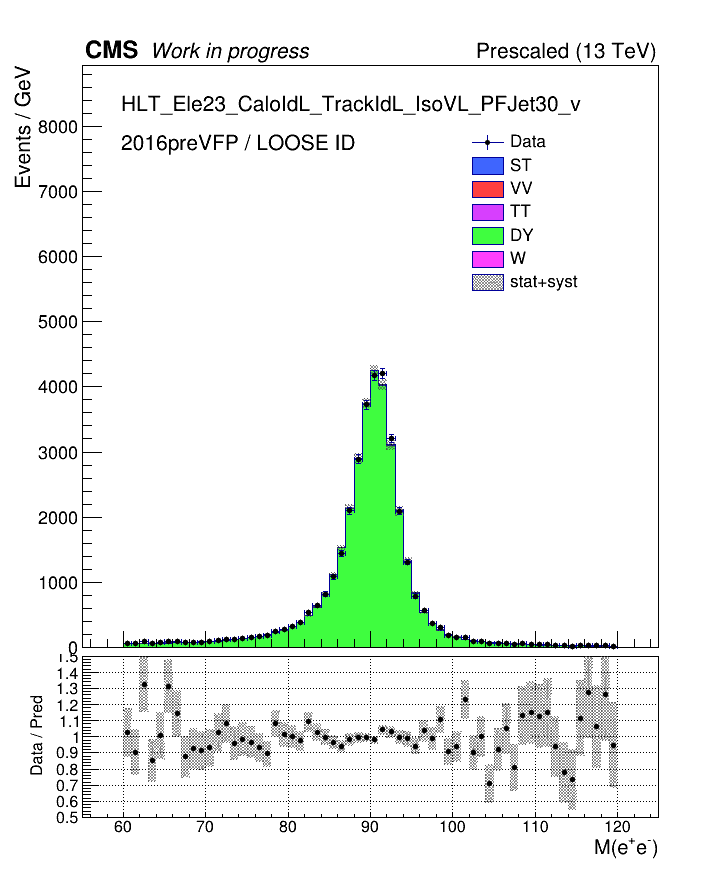 CMS Work in progress Prescaled (13 TeV)
Events / GeV
HLT_Ele23_CaloIdL_TrackIdL_IsoVL_PFJet30_v
2016preVFP / LOOSE ID
Data
ST
VV
TT
DY
W
stat+syst
8000
7000
6000
5000
4000
3000
2000
1000
0
Data / Pred
1.5
1.4
1.3
1.2
1.1
1
0.9
0.8
0.7
0.6
0.5
60 70 80 90 100 110 120
M(e⁺e⁻)